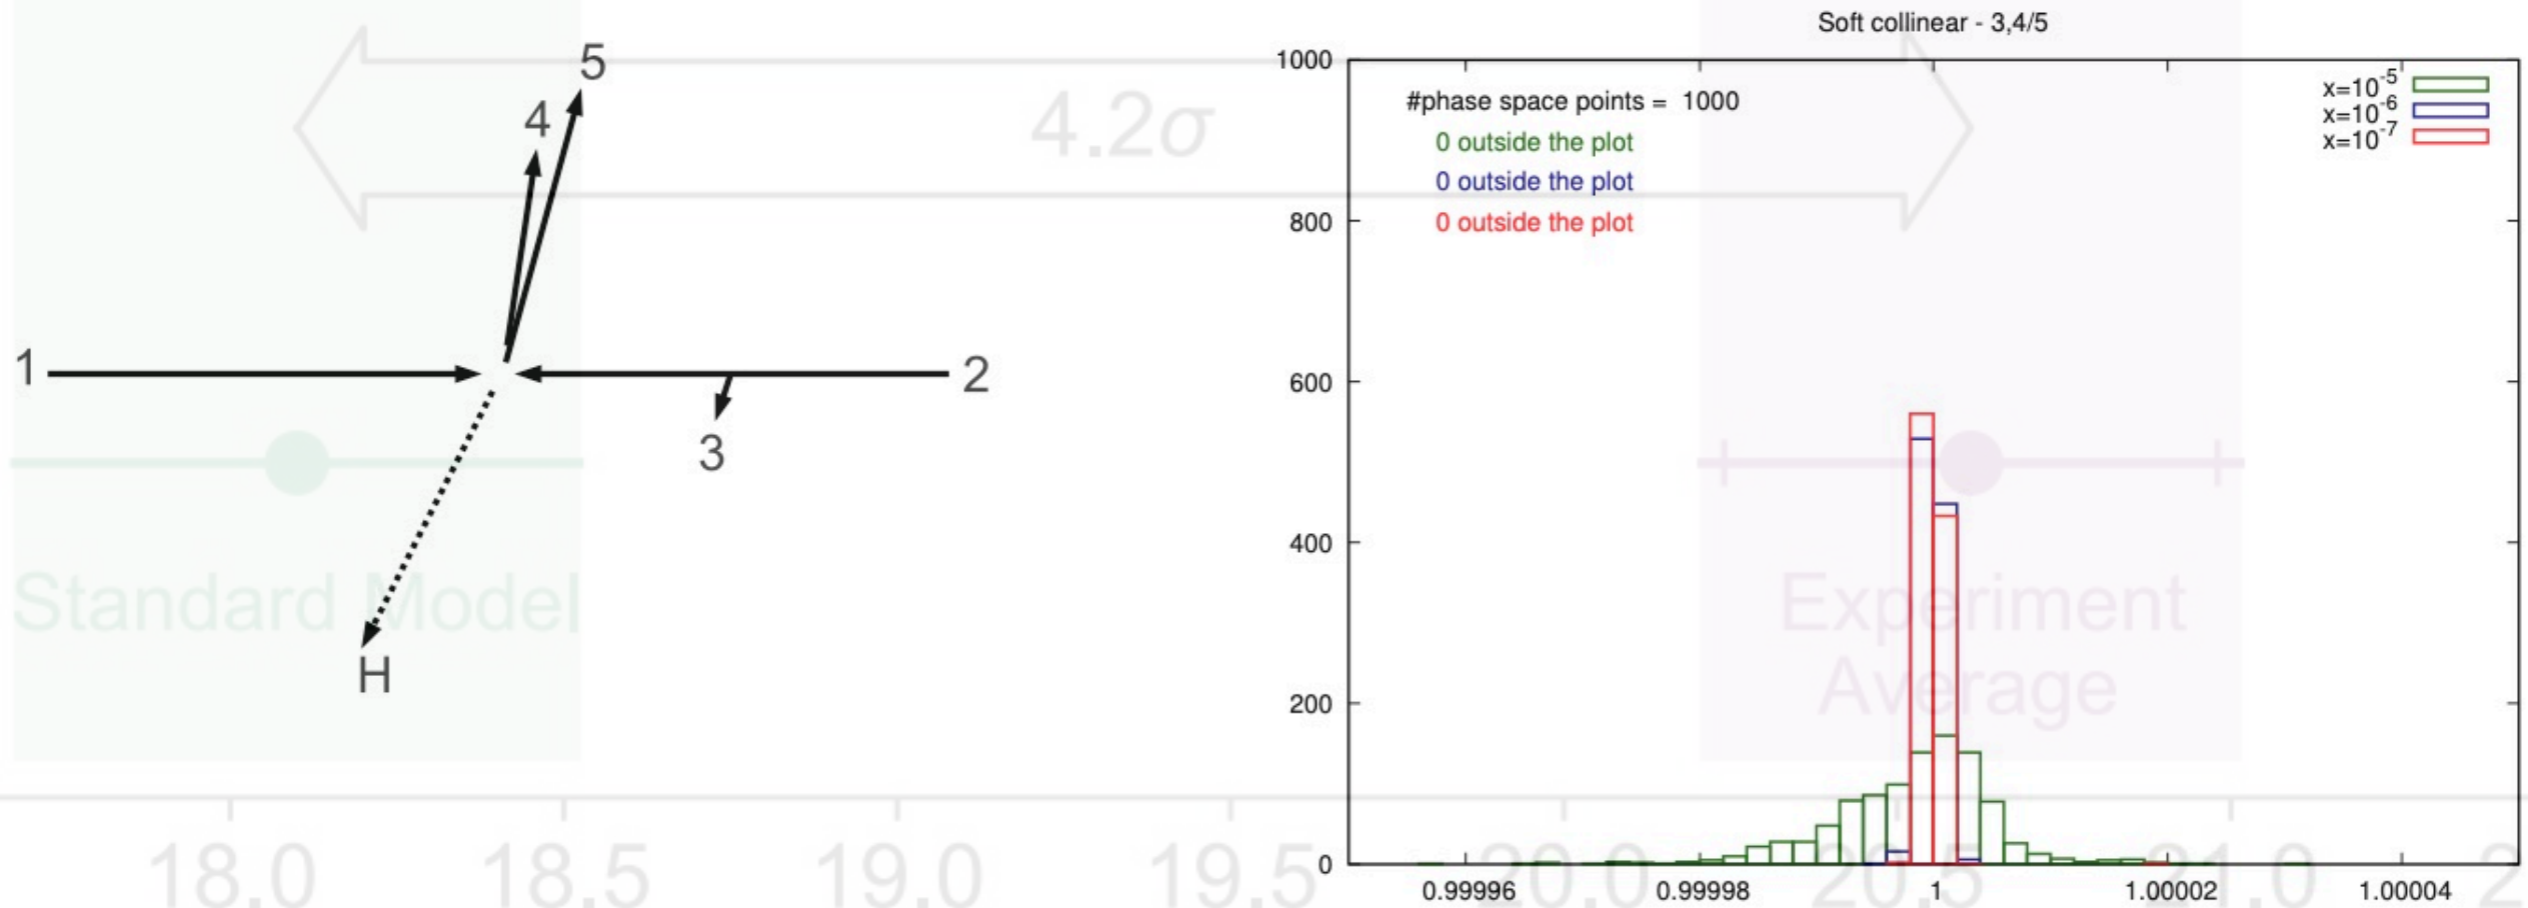 5
4
1
2
3
H
4.2σ
Standard Model
Experiment
Average
18.0
18.5
19.0
19.5
20.0
20.5
21.0
2
Soft collinear - 3,4/5
1000
800
600
400
200
0
#phase space points = 1000
0 outside the plot
0 outside the plot
0 outside the plot
x=10^-5
x=10^-6
x=10^-7
0.99996
0.99998
1
1.00002
1.00004